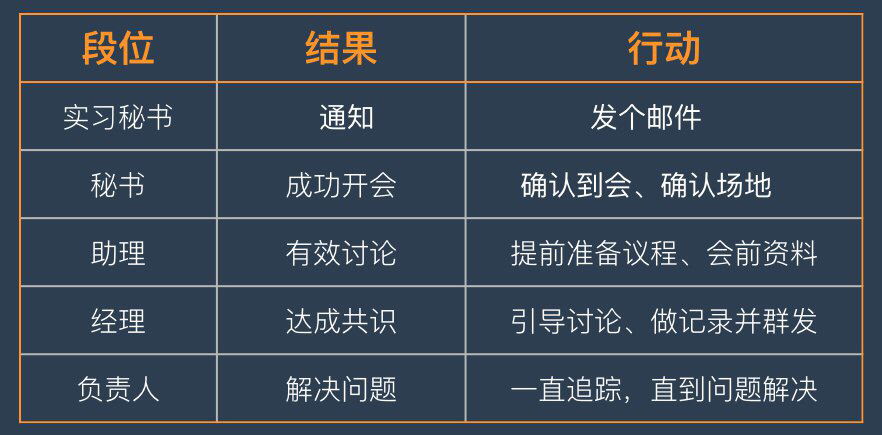 段位 结果 行动
实习秘书 通知 发个邮件
秘书 成功开会 确认到会、确认场地
助理 有效讨论 提前准备议程、会前资料
经理 达成共识 引导讨论、做记录并群发
负责人 解决问题 一直追踪，直到问题解决